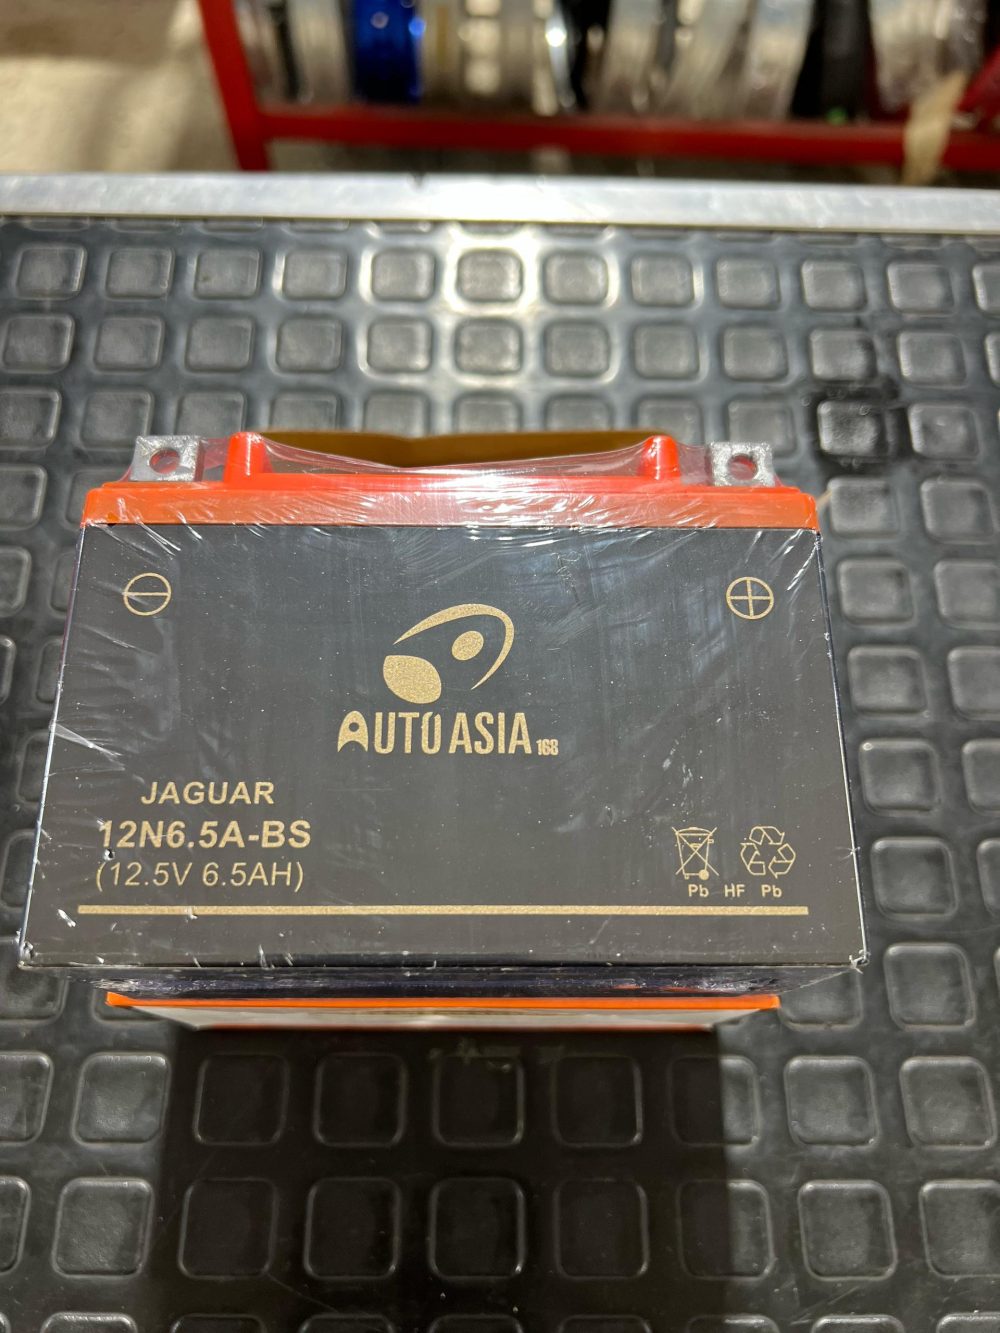 AUTO ASIA 168
JAGUAR
12N6.5A-BS
(12.5V 6.5AH)
Pb HF Pb